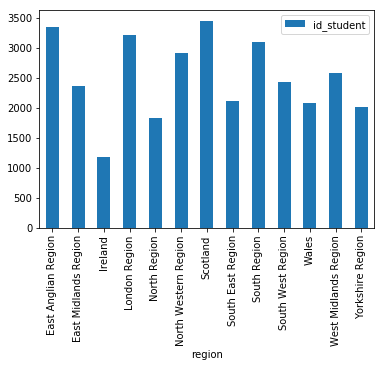 3500
3000
2500
2000
1500
1000
500
0
id_student
East Anglian Region
East Midlands Region
Ireland
London Region
North Region
North Western Region
Scotland
South East Region
South Region
South West Region
Wales
West Midlands Region
Yorkshire Region
region